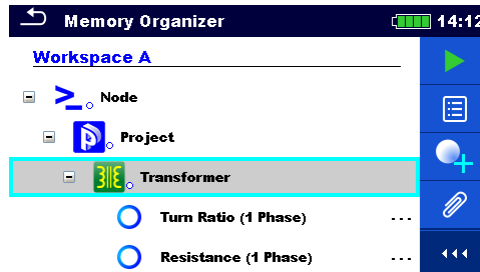 Memory Organizer 14:12
Workspace A
Node
Project
Transformer
Turn Ratio (1 Phase) ...
Resistance (1 Phase) ...